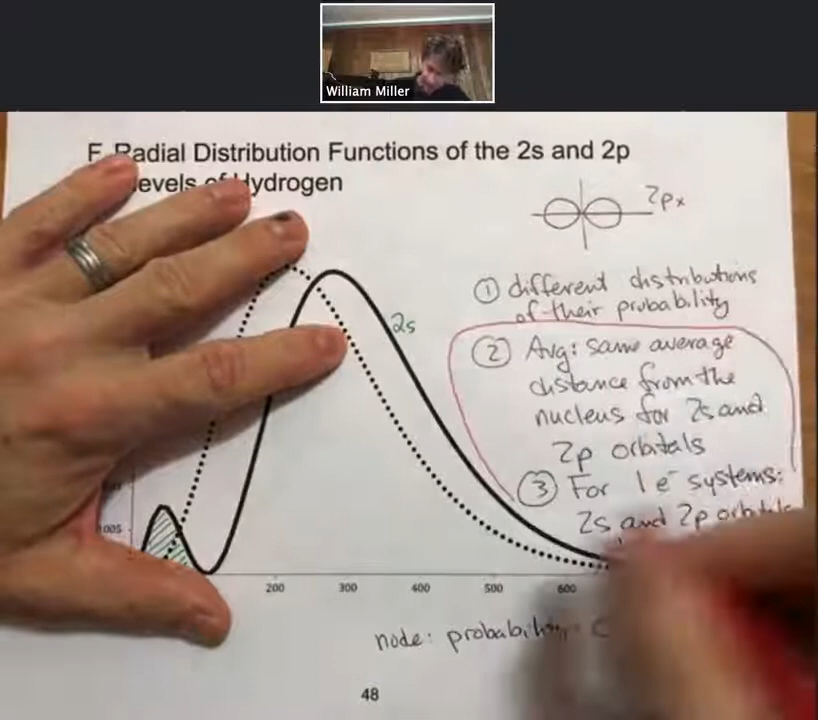 William Miller
F. Radial Distribution Functions of the 2s and 2p
levels of Hydrogen
2px
① different distributions
of their probability
2s
② Avg: same average
distance from the
nucleus for 2s and
2p orbitals
③ For 1e⁻ systems:
2s and 2p
005
200 300 400 500 600
node: probability
48